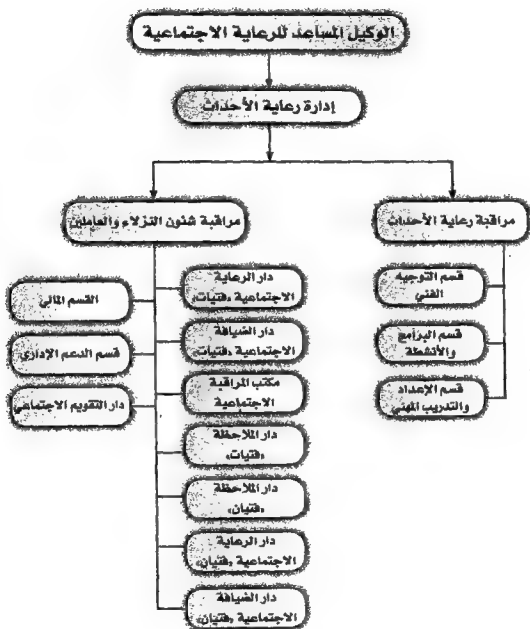 الوكيل المساعد للرعاية الاجتماعية
إدارة رعاية الأحداث
مراقبة رعاية الأحداث
مراقبة شئون النزلاء والعاملين
قسم التوجيه
الفني
قسم البرامج
والأنشطة
قسم الإعداد
والتدريب المهني
دار الرعاية
الاجتماعية «فتيات»
دار الضيافة
الاجتماعية «فتيات»
مكتب المراقبة
الاجتماعية
دار الملاحظة
«فتيات»
دار الملاحظة
«فتيان»
دار الرعاية
الاجتماعية «فتيان»
دار الضيافة
الاجتماعية «فتيان»
القسم المالي
قسم الدعم الإداري
دار التقويم الاجتماعي